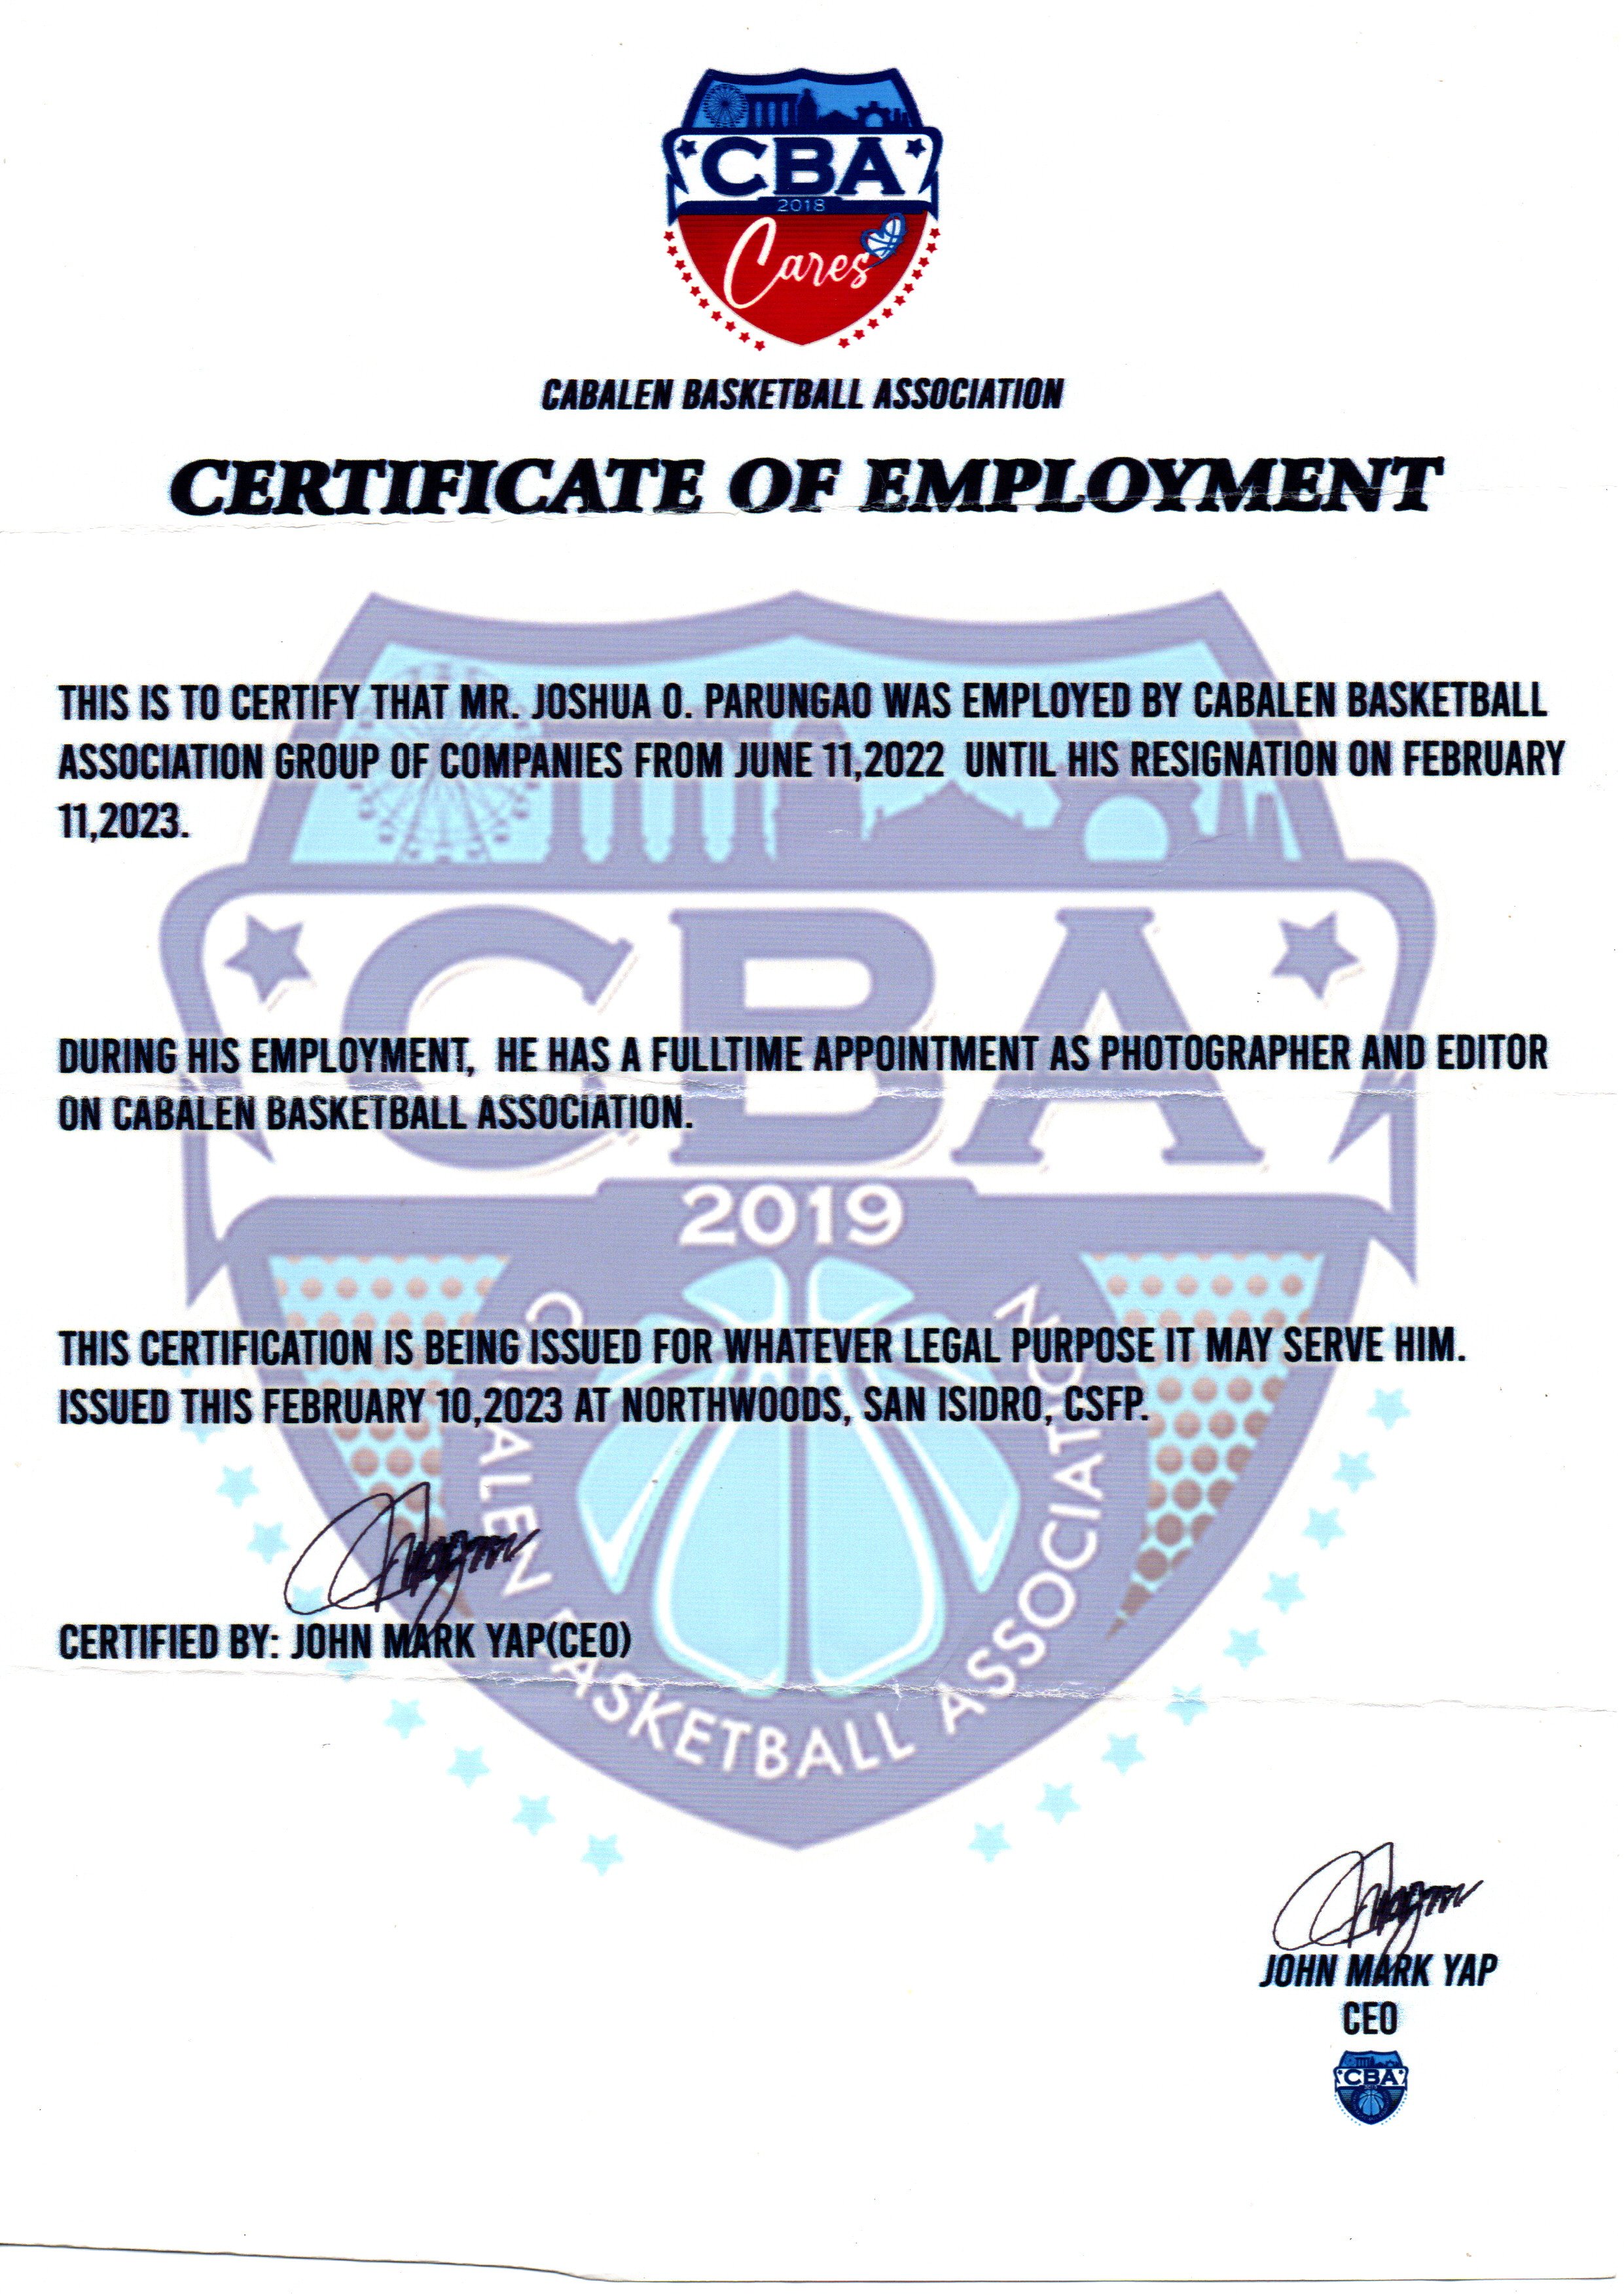 CBA
2018
Cares
CABALEN BASKETBALL ASSOCIATION
CERTIFICATE OF EMPLOYMENT
THIS IS TO CERTIFY THAT MR. JOSHUA O. PARUNGAO WAS EMPLOYED BY CABALEN BASKETBALL
ASSOCIATION GROUP OF COMPANIES FROM JUNE 11,2022 UNTIL HIS RESIGNATION ON FEBRUARY
11,2023.
CBA
DURING HIS EMPLOYMENT, HE HAS A FULLTIME APPOINTMENT AS PHOTOGRAPHER AND EDITOR
ON CABALEN BASKETBALL ASSOCIATION.
2019
CABALEN BASKETBALL ASSOCIATION
THIS CERTIFICATION IS BEING ISSUED FOR WHATEVER LEGAL PURPOSE IT MAY SERVE HIM.
ISSUED THIS FEBRUARY 10,2023 AT NORTHWOODS, SAN ISIDRO, CSFP.
CERTIFIED BY: JOHN MARK YAP(CEO)
JOHN MARK YAP
CEO
CBA